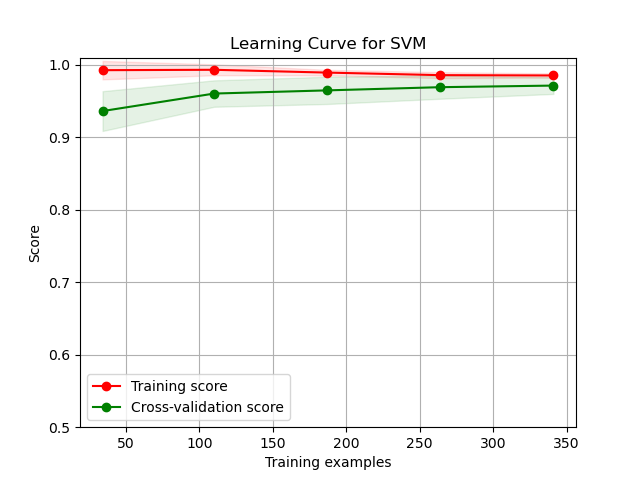 Learning Curve for SVM
1.0
0.9
0.8
0.7
0.6
0.5
Score
Training score
Cross-validation score
50
100
150
200
250
300
350
Training examples